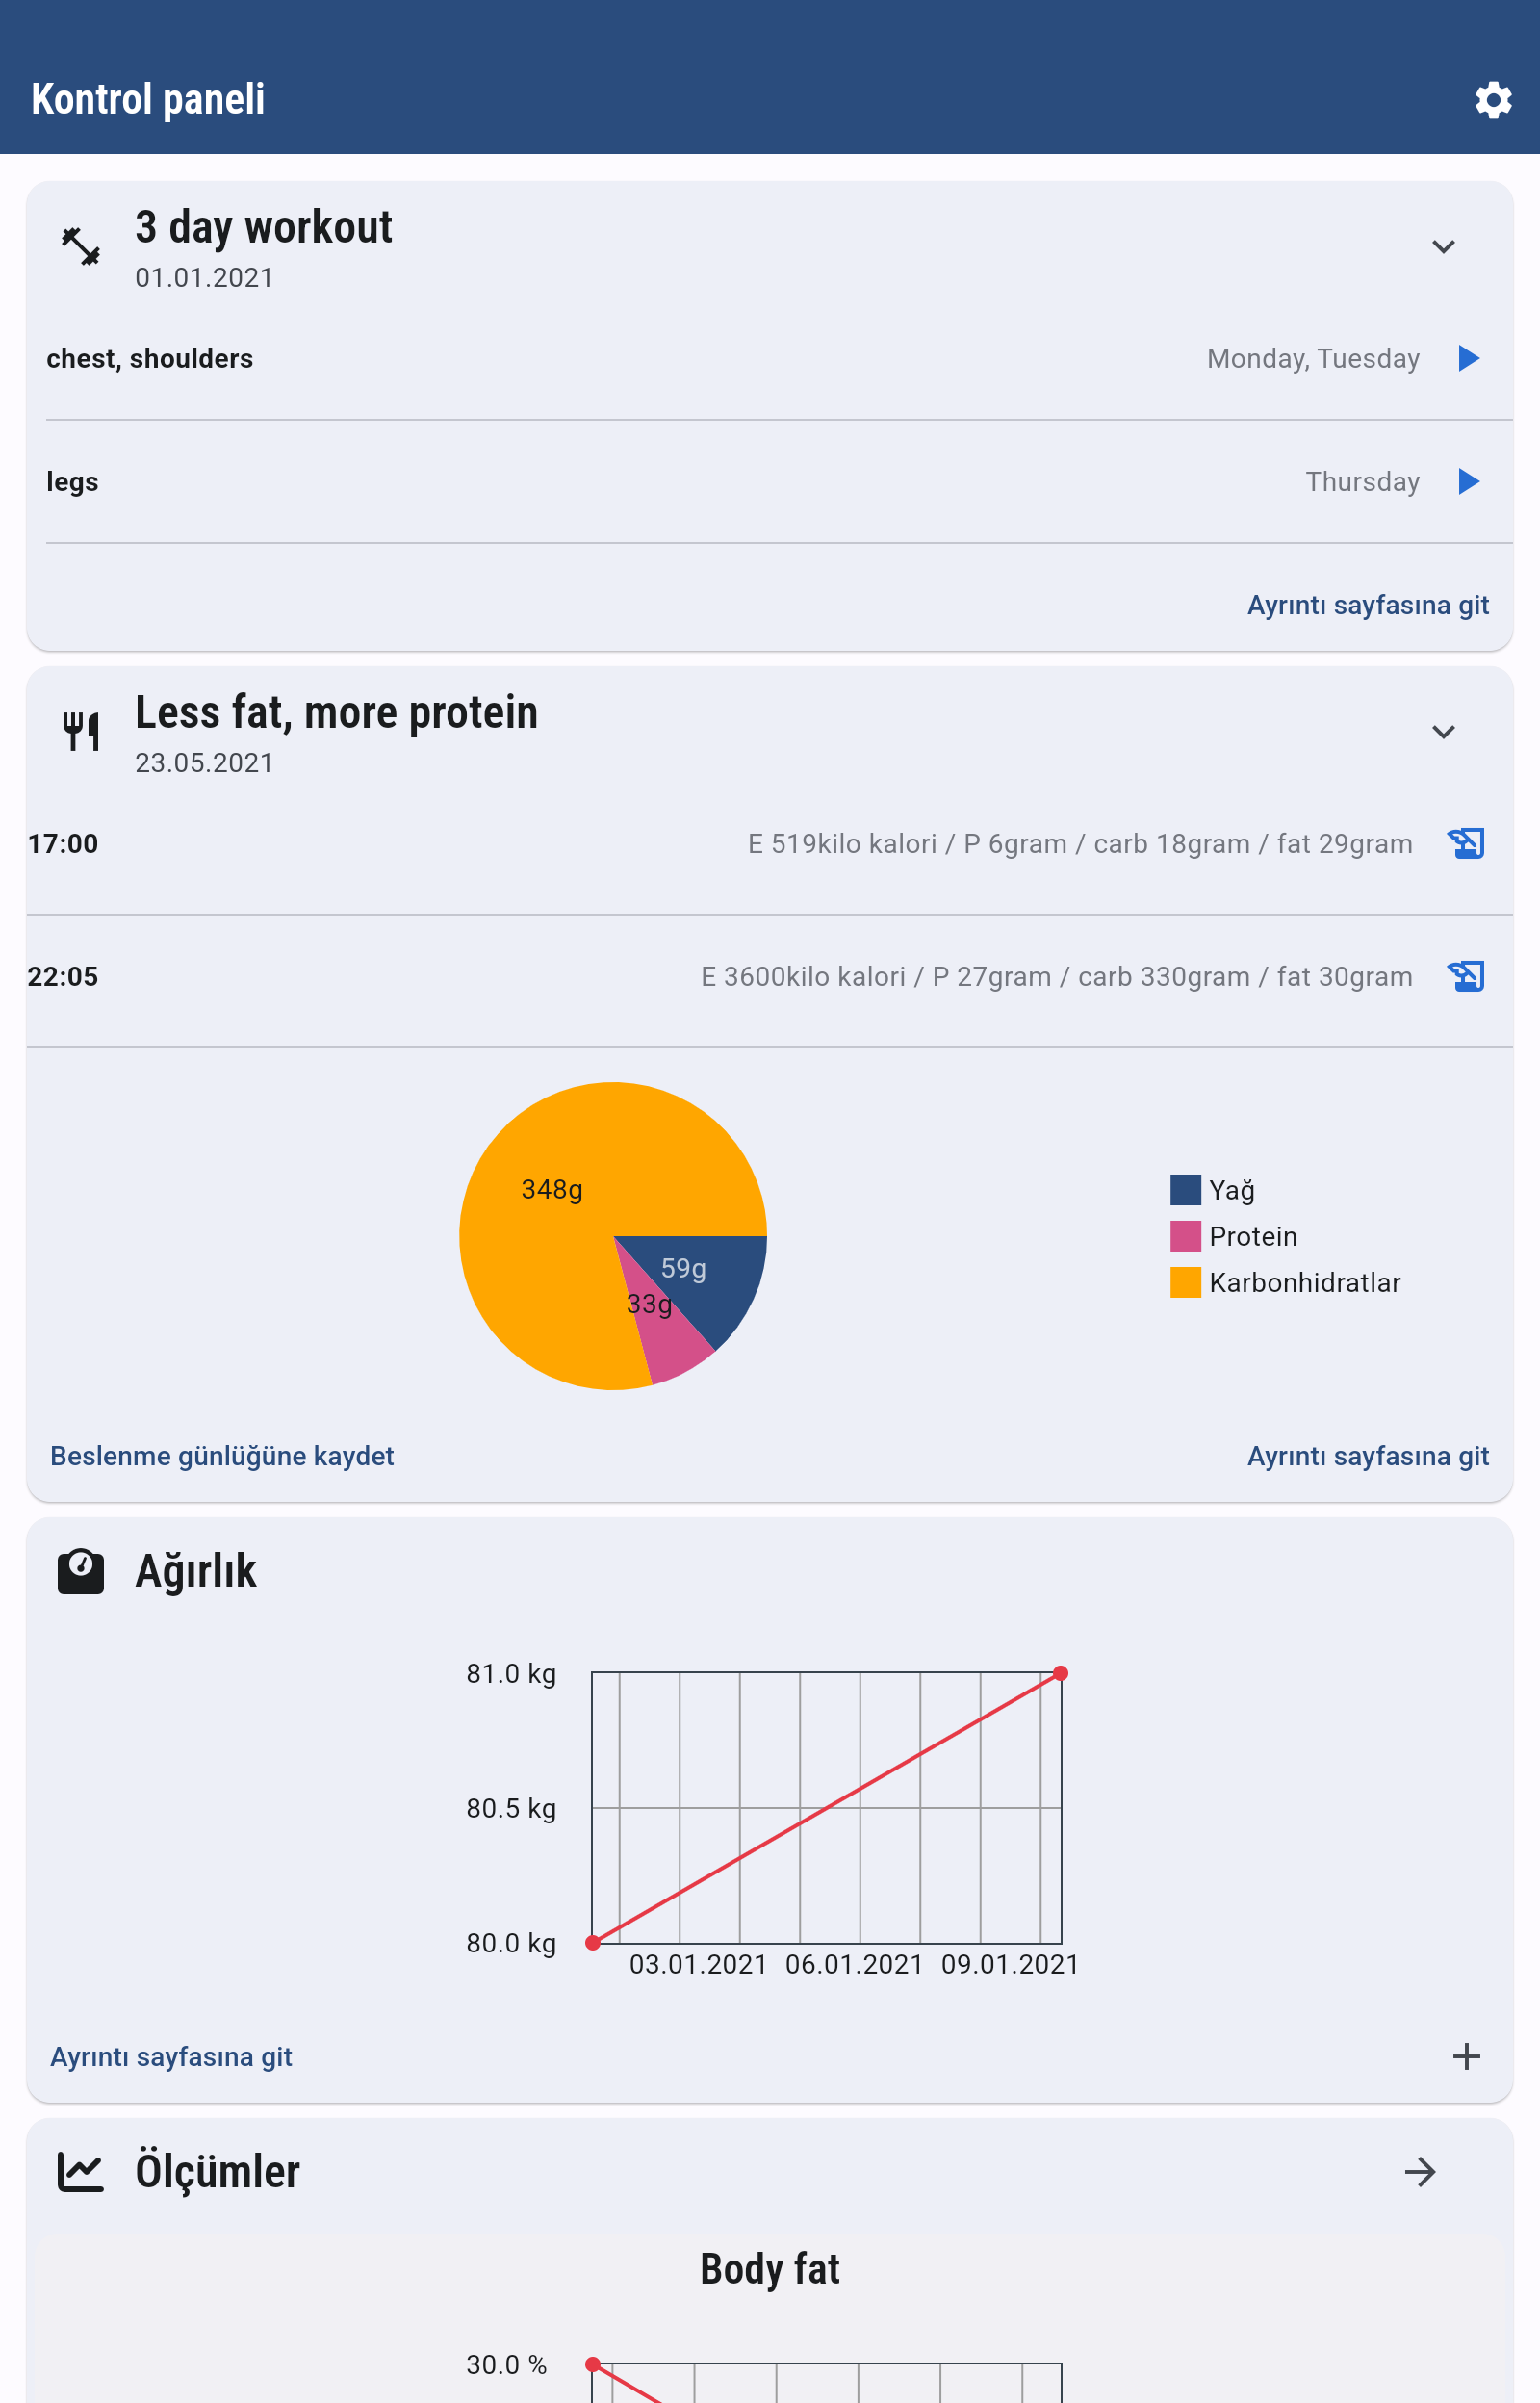 Kontrol paneli
3 day workout
01.01.2021
chest, shoulders Monday, Tuesday
legs Thursday
Ayrıntı sayfasına git
Less fat, more protein
23.05.2021
17:00 E 519kilo kalori / P 6gram / carb 18gram / fat 29gram
22:05 E 3600kilo kalori / P 27gram / carb 330gram / fat 30gram
348g
59g
33g
Yağ
Protein
Karbonhidratlar
Beslenme günlüğüne kaydet Ayrıntı sayfasına git
Ağırlık
81.0 kg
80.5 kg
80.0 kg
03.01.2021 06.01.2021 09.01.2021
Ayrıntı sayfasına git
Ölçümler
Body fat
30.0 %